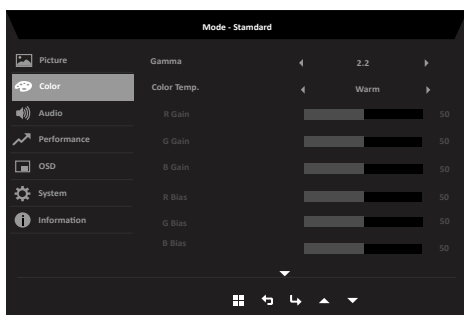 Mode - Stamdard
Picture
Gamma 2.2
Color
Color Temp. Warm
Audio
R Gain 50
Performance
G Gain 50
OSD
B Gain 50
System
R Bias 50
Information
G Bias 50
B Bias 50